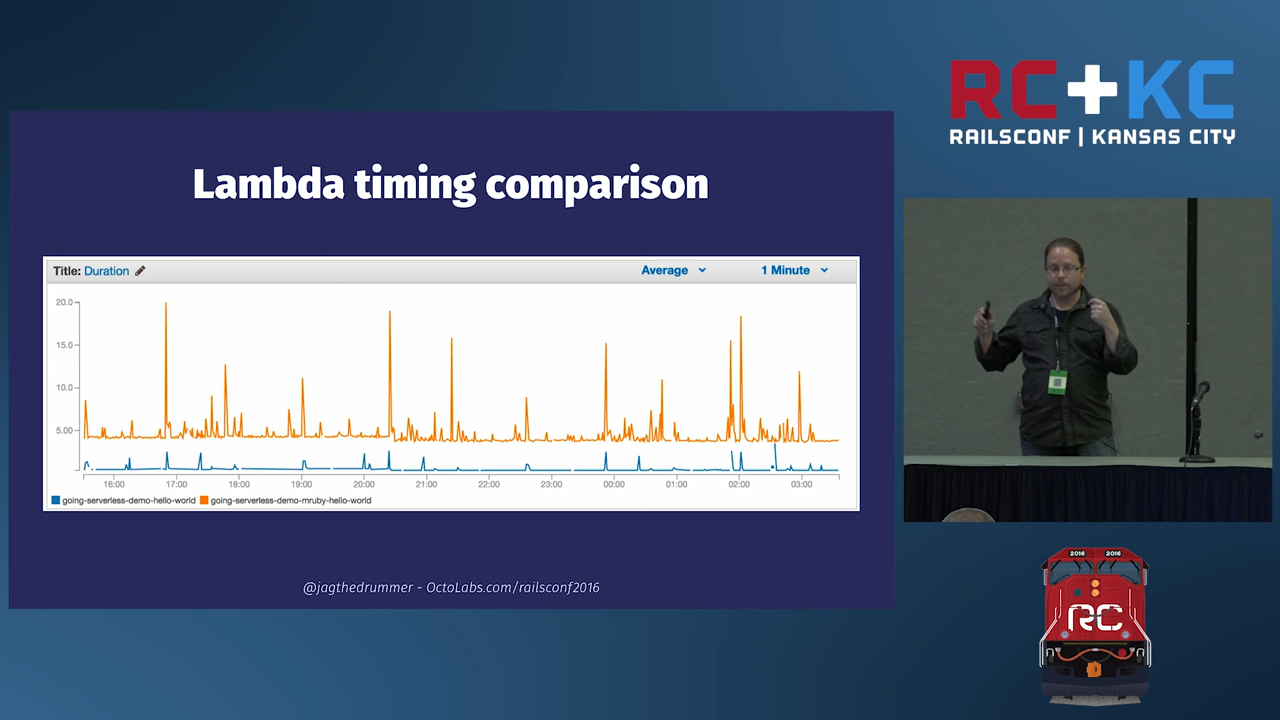 Lambda timing comparison
Title: Duration
Average
1 Minute
20.0
15.0
10.0
5.00
16:00 17:00 18:00 19:00 20:00 21:00 22:00 23:00 00:00 01:00 02:00 03:00
going-serverless-demo-hello-world going-serverless-demo-mruby-hello-world
@jagthedrummer - OctoLabs.com/railsconf2016
RC+KC
RAILSCONF | KANSAS CITY
2016 2016
RC